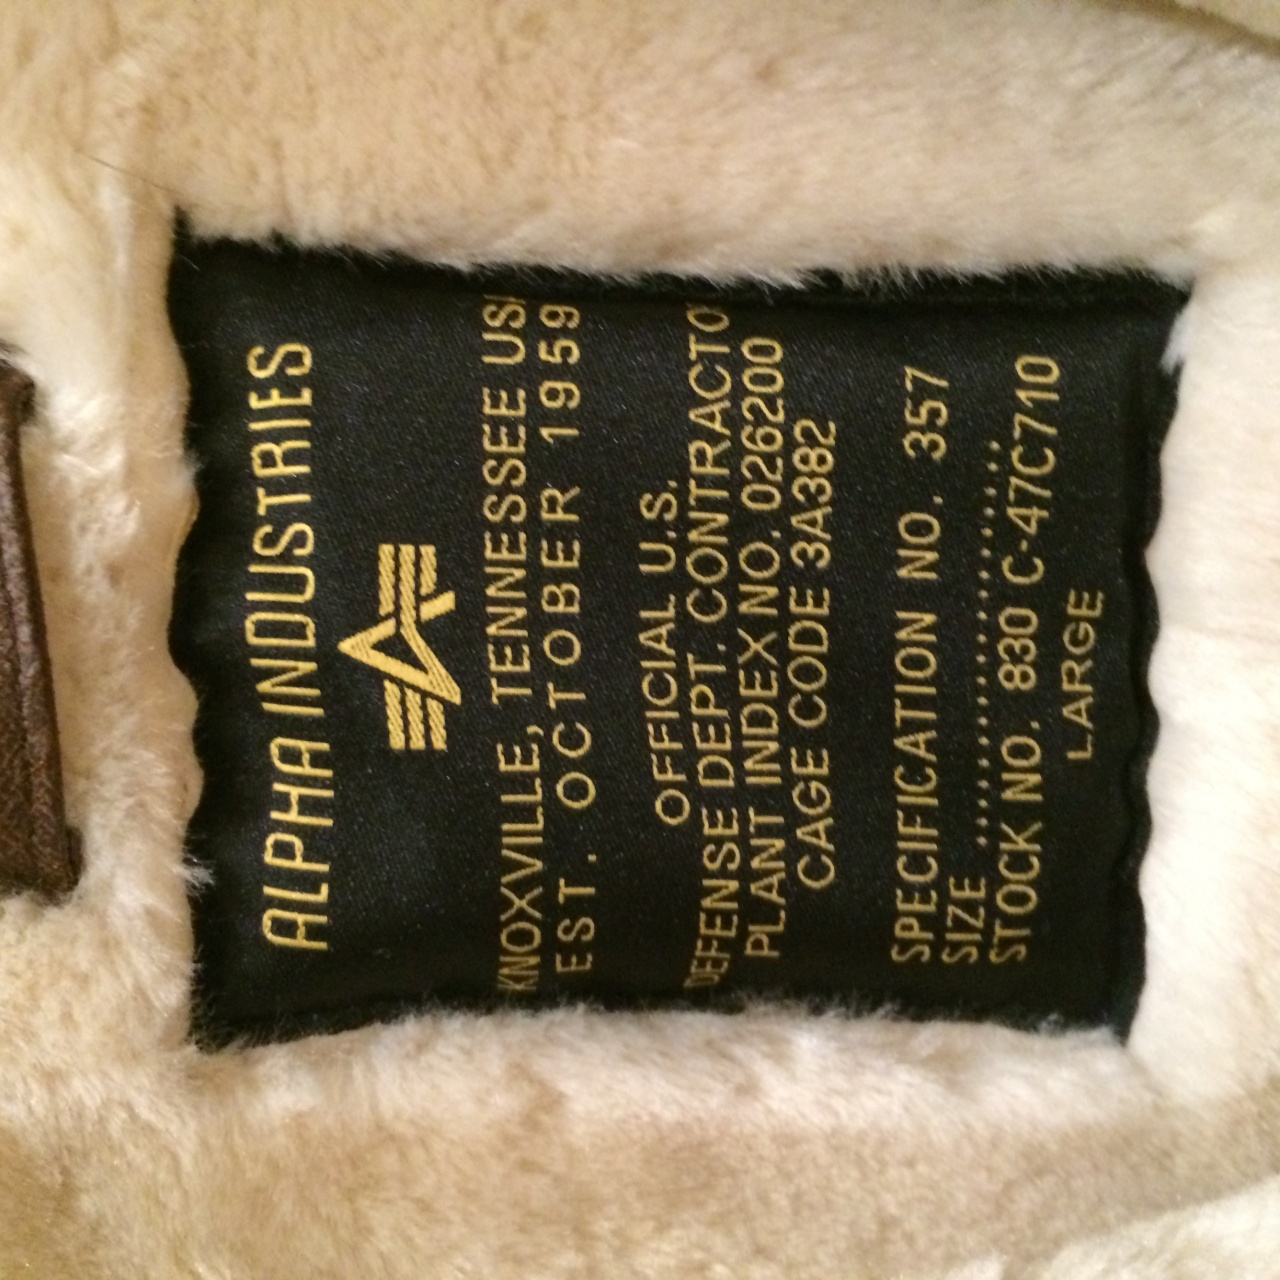 ALPHA INDUSTRIES
KNOXVILLE, TENNESSEE
EST. OCTOBER 1959
OFFICIAL U.S.
DEFENSE DEPT. CONTRACTO
PLANT INDEX NO. 026200
CAGE CODE 3A382
SPECIFICATION NO. 357
SIZE ........................
STOCK NO. 830 C-47C710
LARGE